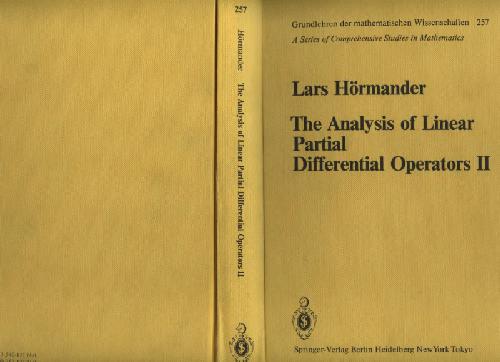 257
Hörmander
The Analysis of Linear Partial Differential Operators II
Grundlehren der mathematischen Wissenschaften 257
A Series of Comprehensive Studies in Mathematics
Lars Hörmander
The Analysis of Linear
Partial
Differential Operators II
Springer-Verlag Berlin Heidelberg New York Tokyo